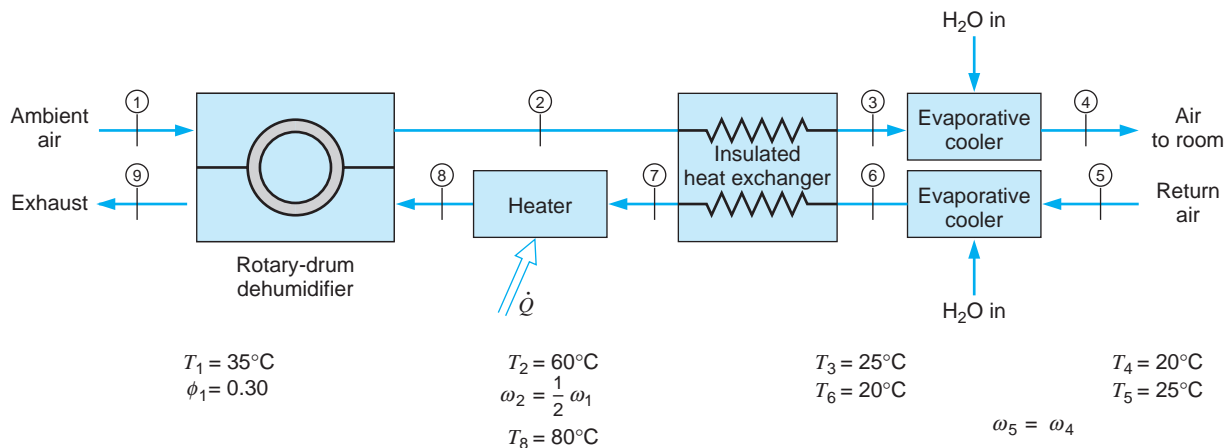 H₂O in
① ② ③ ④
Ambient air
Evaporative cooler
Air to room
Insulated heat exchanger
⑨ ⑧ ⑦ ⑥ ⑤
Exhaust
Heater
Evaporative cooler
Return air
Rotary-drum dehumidifier
Q̇
H₂O in
T₁ = 35°C
ϕ₁ = 0.30
T₂ = 60°C
ω₂ = 1/2 ω₁
T₈ = 80°C
T₃ = 25°C
T₆ = 20°C
T₄ = 20°C
T₅ = 25°C
ω₅ = ω₄